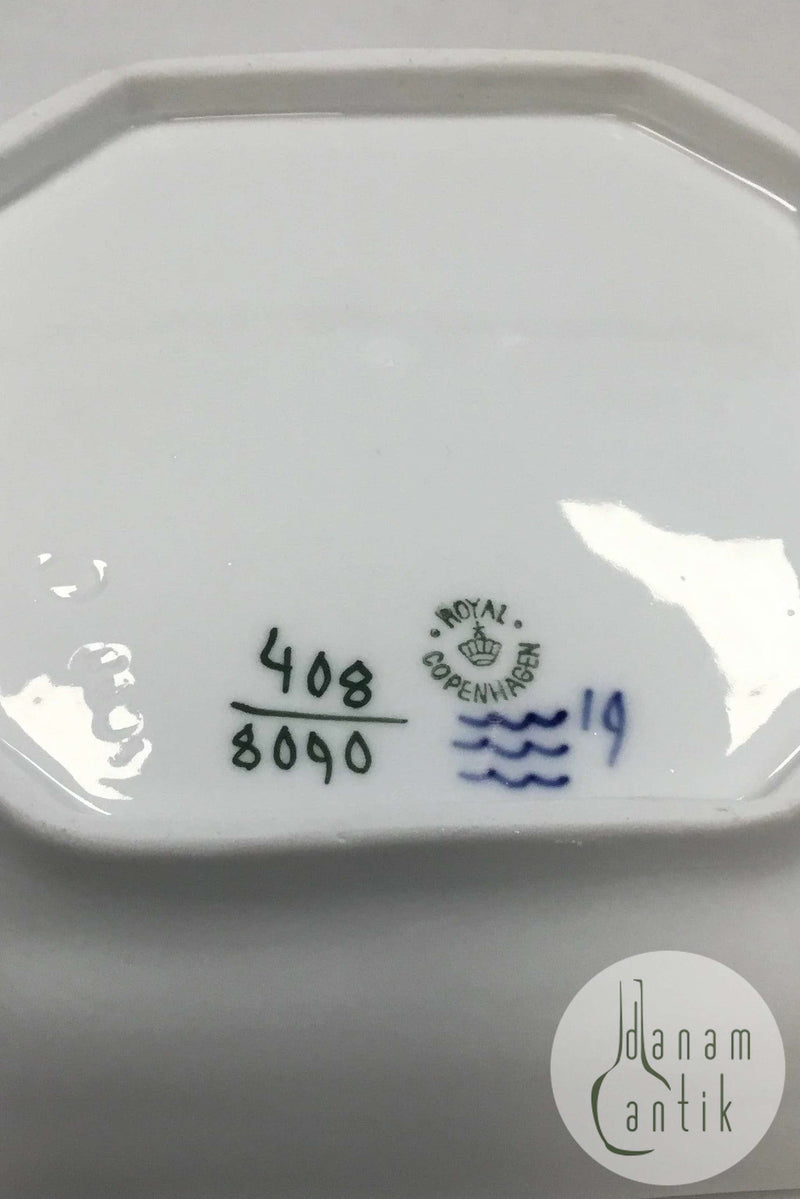 408
8090
ROYAL
COPENHAGEN
19
danam
antik